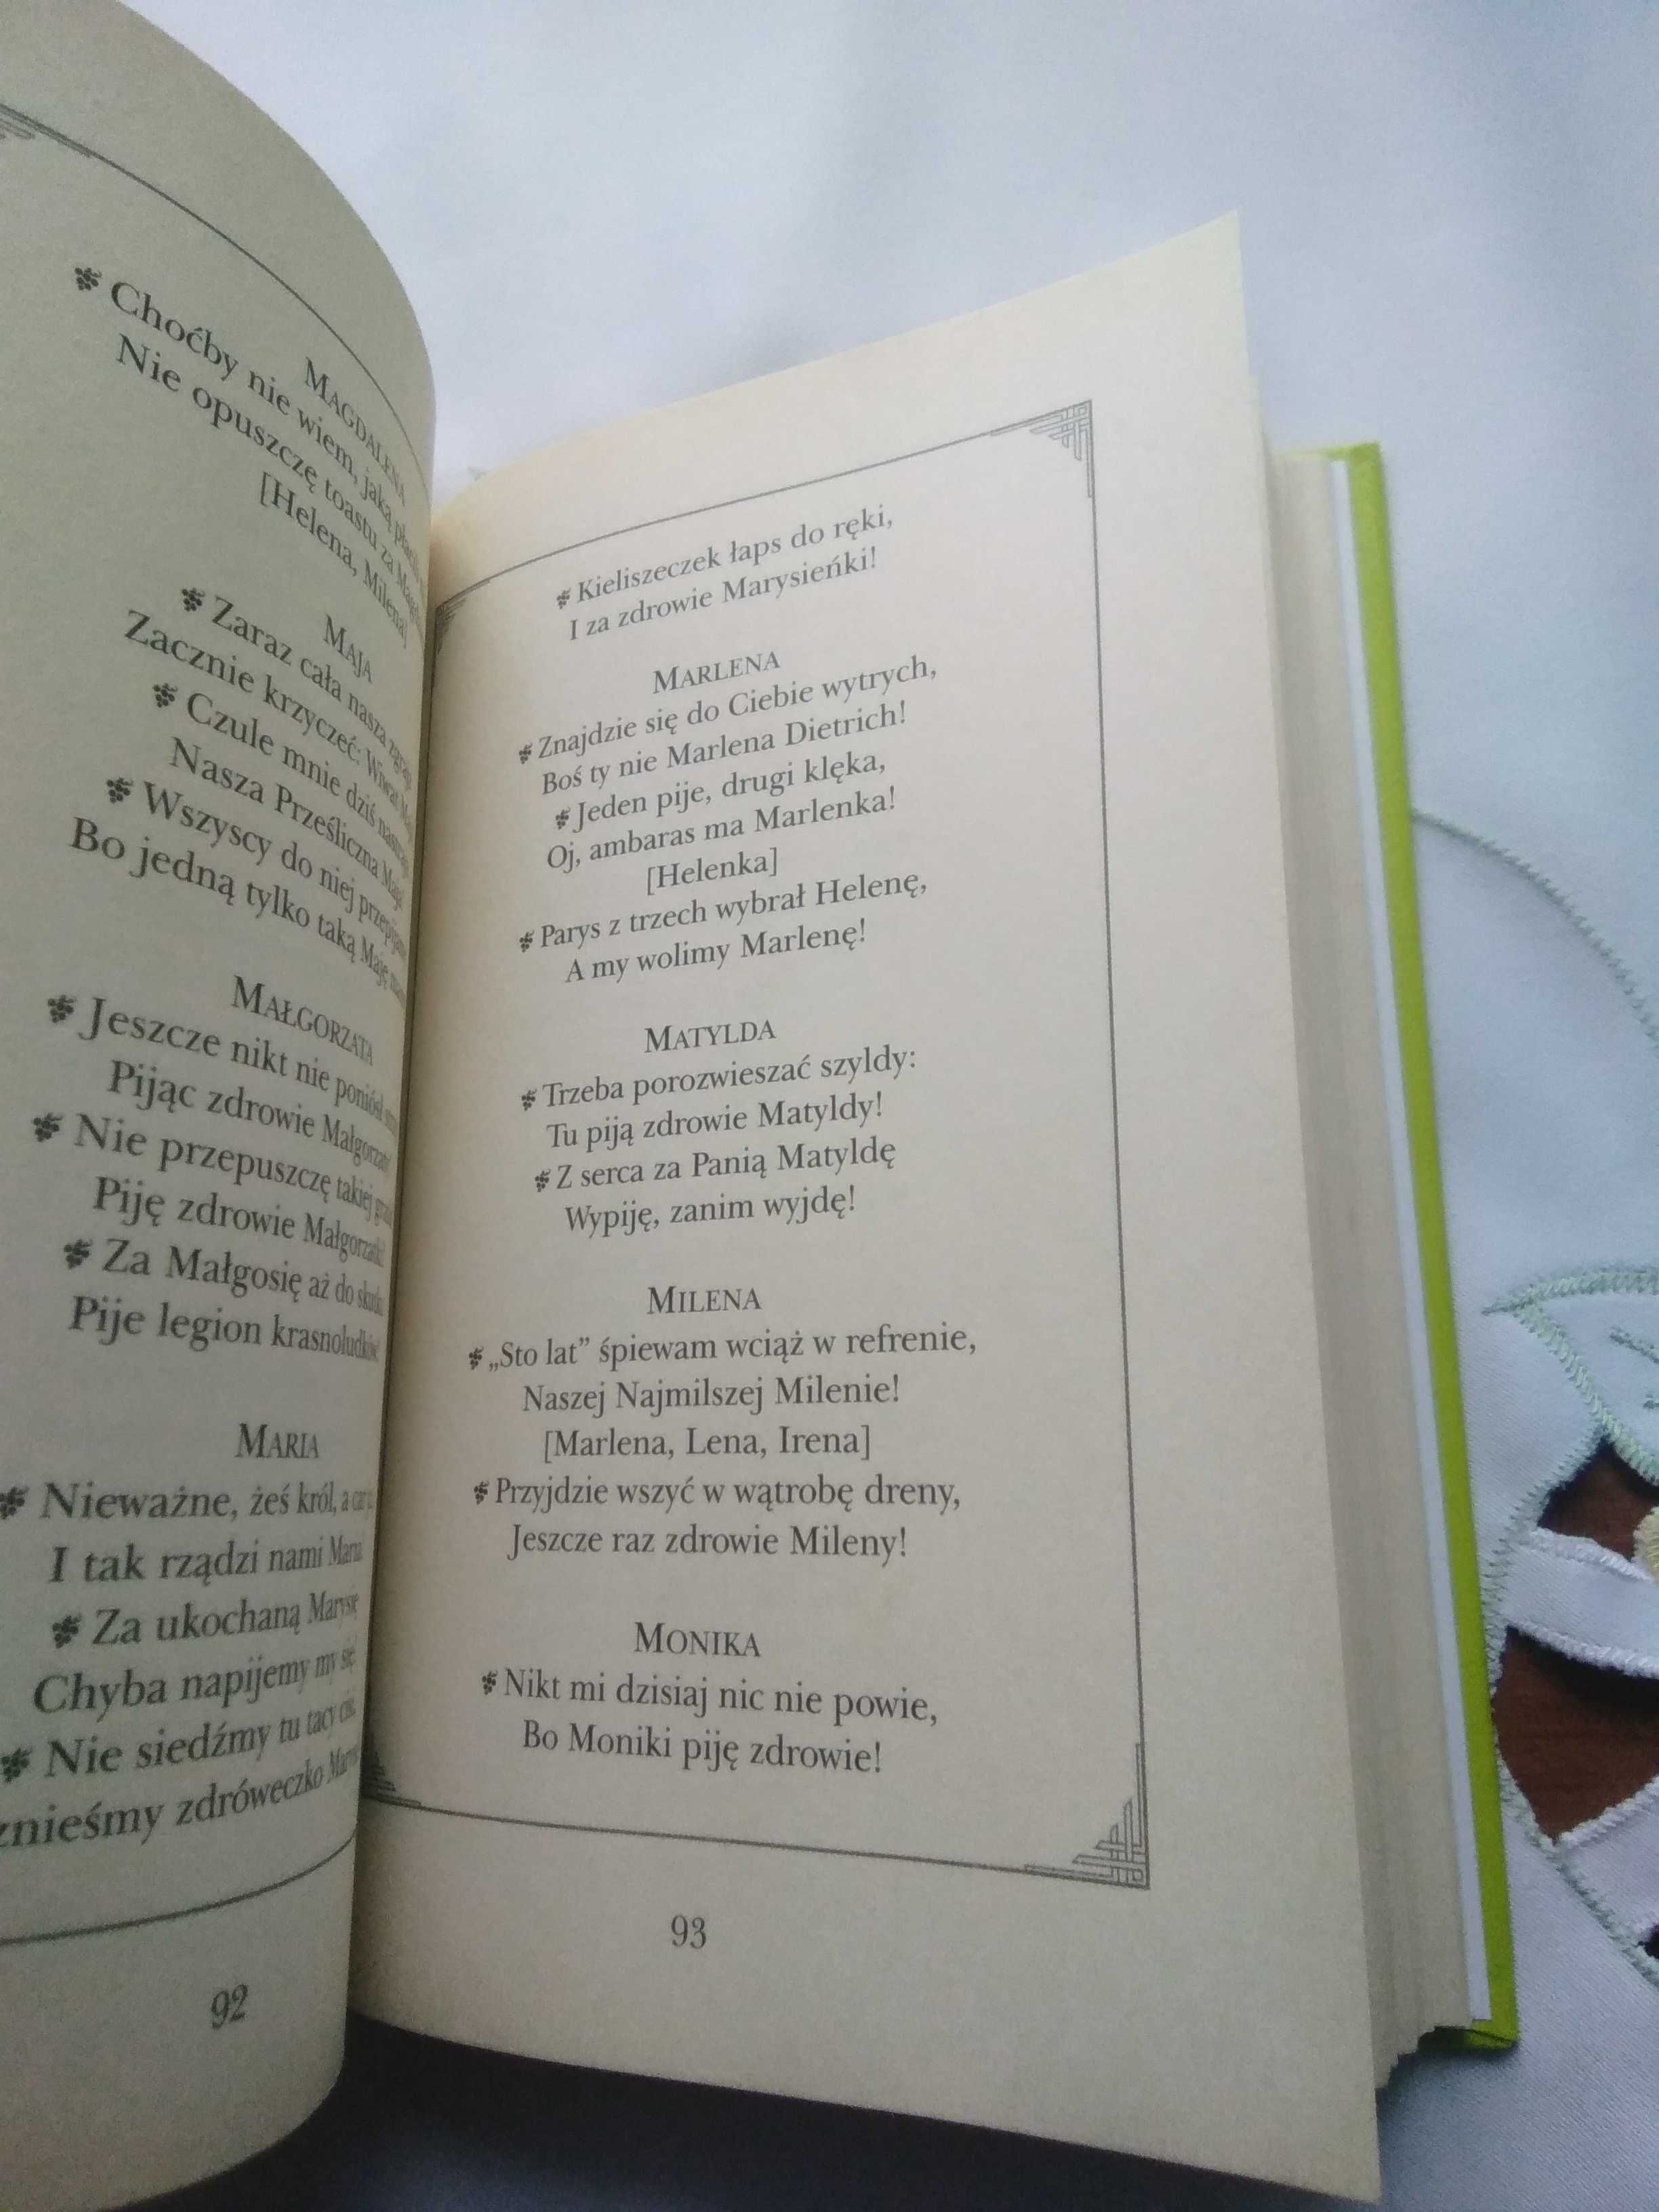 MAGDALENA
Choćby nie wiem, jaką
Nie opuszczę toastu za
[Helena, Milena]
MAJA
Zaraz cała nasza zgraja
Zacznie krzyczeć: Wiwat
Czule mnie dziś
Nasza Prześliczna
Wszyscy do niej
Bo jedną tylko taką Maję
MAŁGORZATA
Jeszcze nikt nie poniósł
Pijąc zdrowie
Nie przepuszczę takiej
Piję zdrowie
Za Małgosię aż do
Pije legion
MARIA
Nieważne, żeś król, a
I tak rządzi nami
Za ukochaną
Chyba napijemy my się
Nie siedźmy tu tacy
zdróweczko
92
Kieliszeczek łaps do ręki,
I za zdrowie Marysieńki!
MARLENA
Znajdzie się do Ciebie wytrych,
Boś ty nie Marlena Dietrich!
Jeden pije, drugi klęka,
Oj, ambaras ma Marlenka!
[Helenka]
Parys z trzech wybrał Helenę,
A my wolimy Marlenę!
MATYLDA
Trzeba porozwieszać szyldy:
Tu piją zdrowie Matyldy!
Z serca za Panią Matyldę
Wypiję, zanim wyjdę!
MILENA
„Sto lat” śpiewam wciąż w refrenie,
Naszej Najmilszej Milenie!
[Marlena, Lena, Irena]
Przyjdzie wszyć w wątrobę dreny,
Jeszcze raz zdrowie Mileny!
MONIKA
Nikt mi dzisiaj nic nie powie,
Bo Moniki piję zdrowie!
93